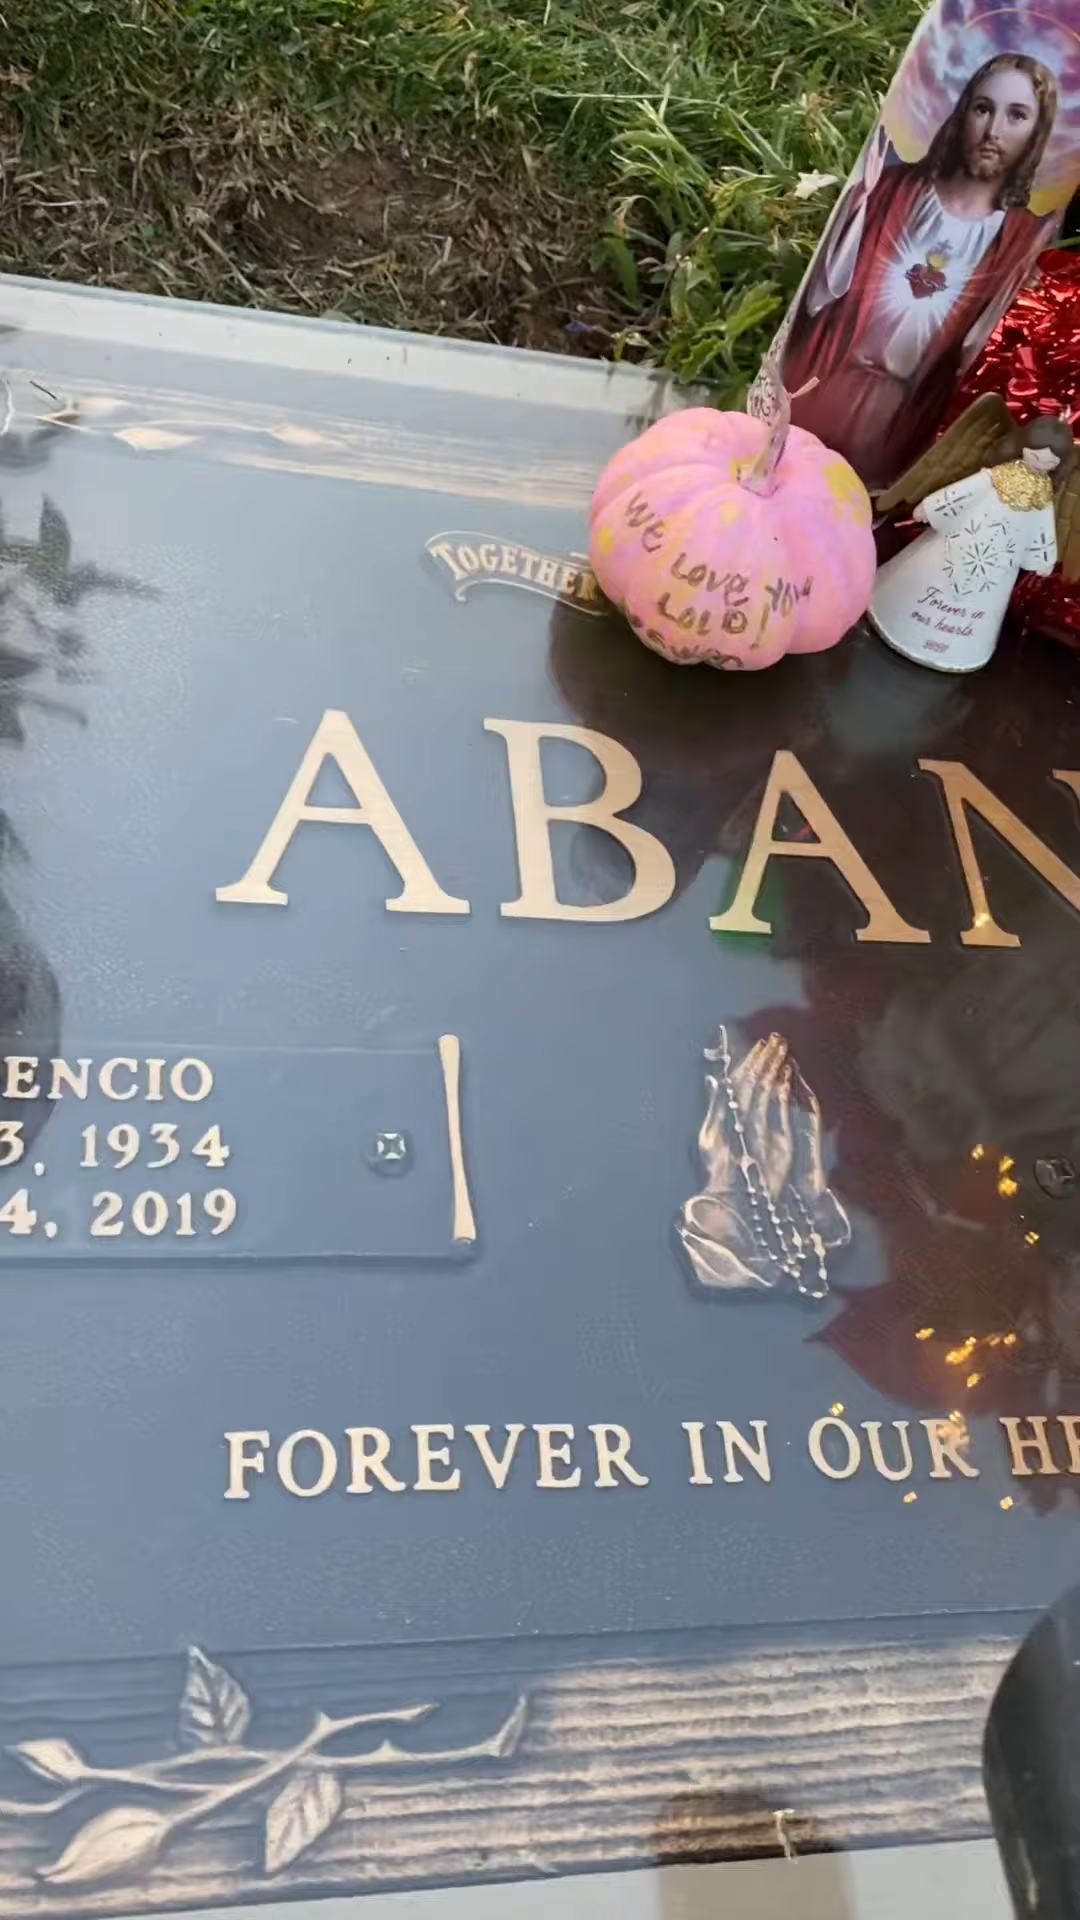 TOGETHER
WE LOVE YOU
LOLO!
Forever in
our hearts
ABAN
ENCIO
3, 1934
4, 2019
FOREVER IN OUR HE